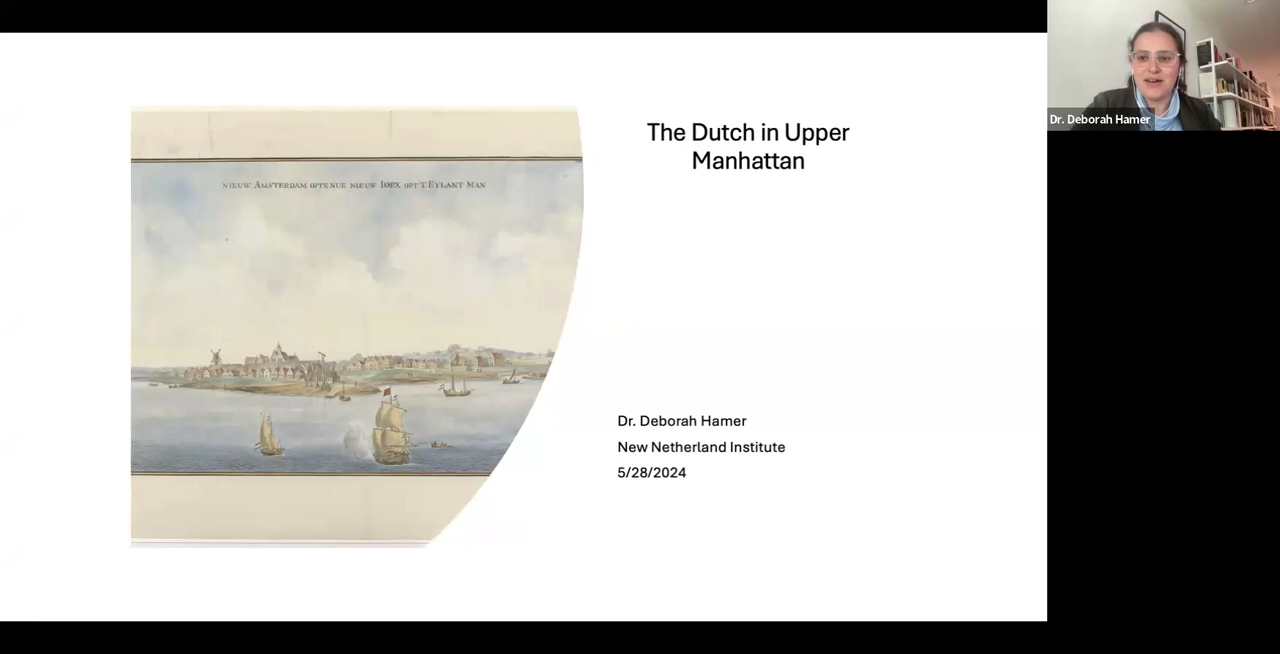 NIEUW AMSTERDAM OFTE NUE NIEUW IORX OPT T EYLANT MAN
The Dutch in Upper
Manhattan
Dr. Deborah Hamer
New Netherland Institute
5/28/2024
Dr. Deborah Hamer